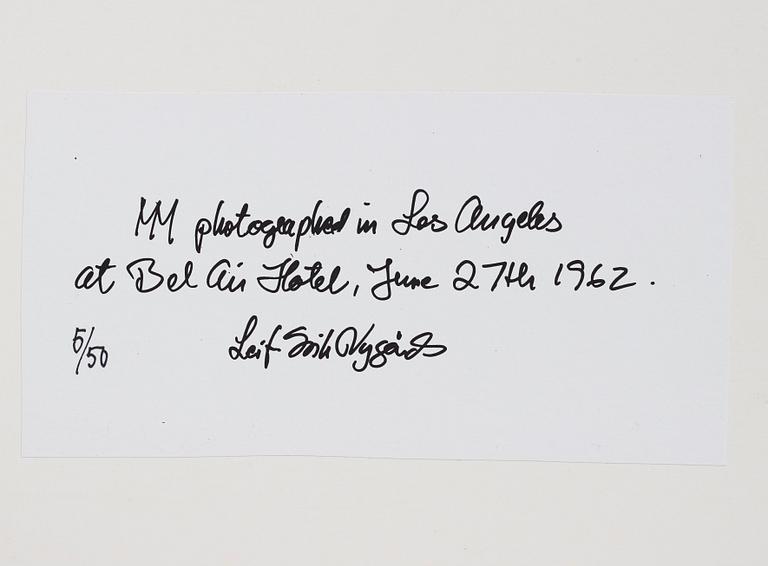 MM photographed in Los Angeles
at Bel Air Hotel, June 27th 1962.
5/50 Leif-Erik Nygårds